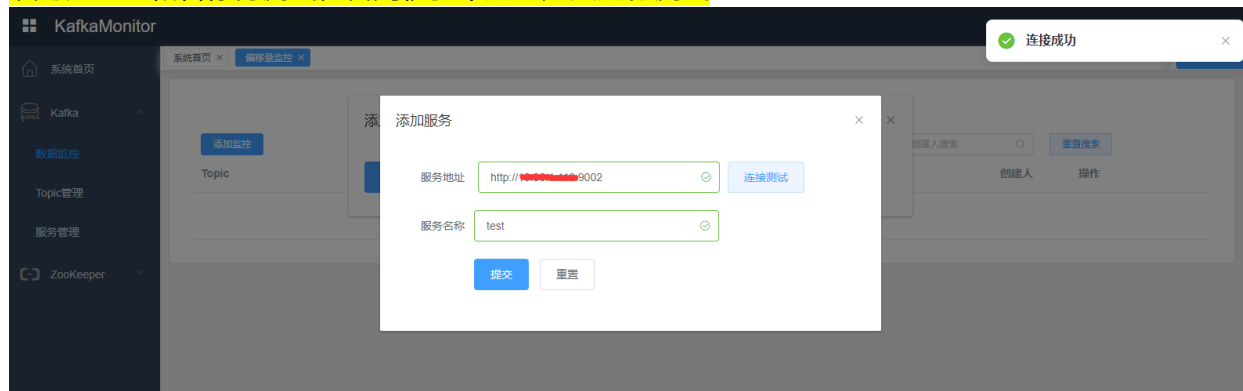 KafkaMonitor
连接成功
系统首页
系统首页 ×
偏移量监控 ×
Kafka
添加服务
添加监控
创建人搜索
重置搜索
数据监控
Topic
服务地址
http://
9002
连接测试
创建人
操作
Topic管理
服务名称
test
服务管理
ZooKeeper
提交
重置